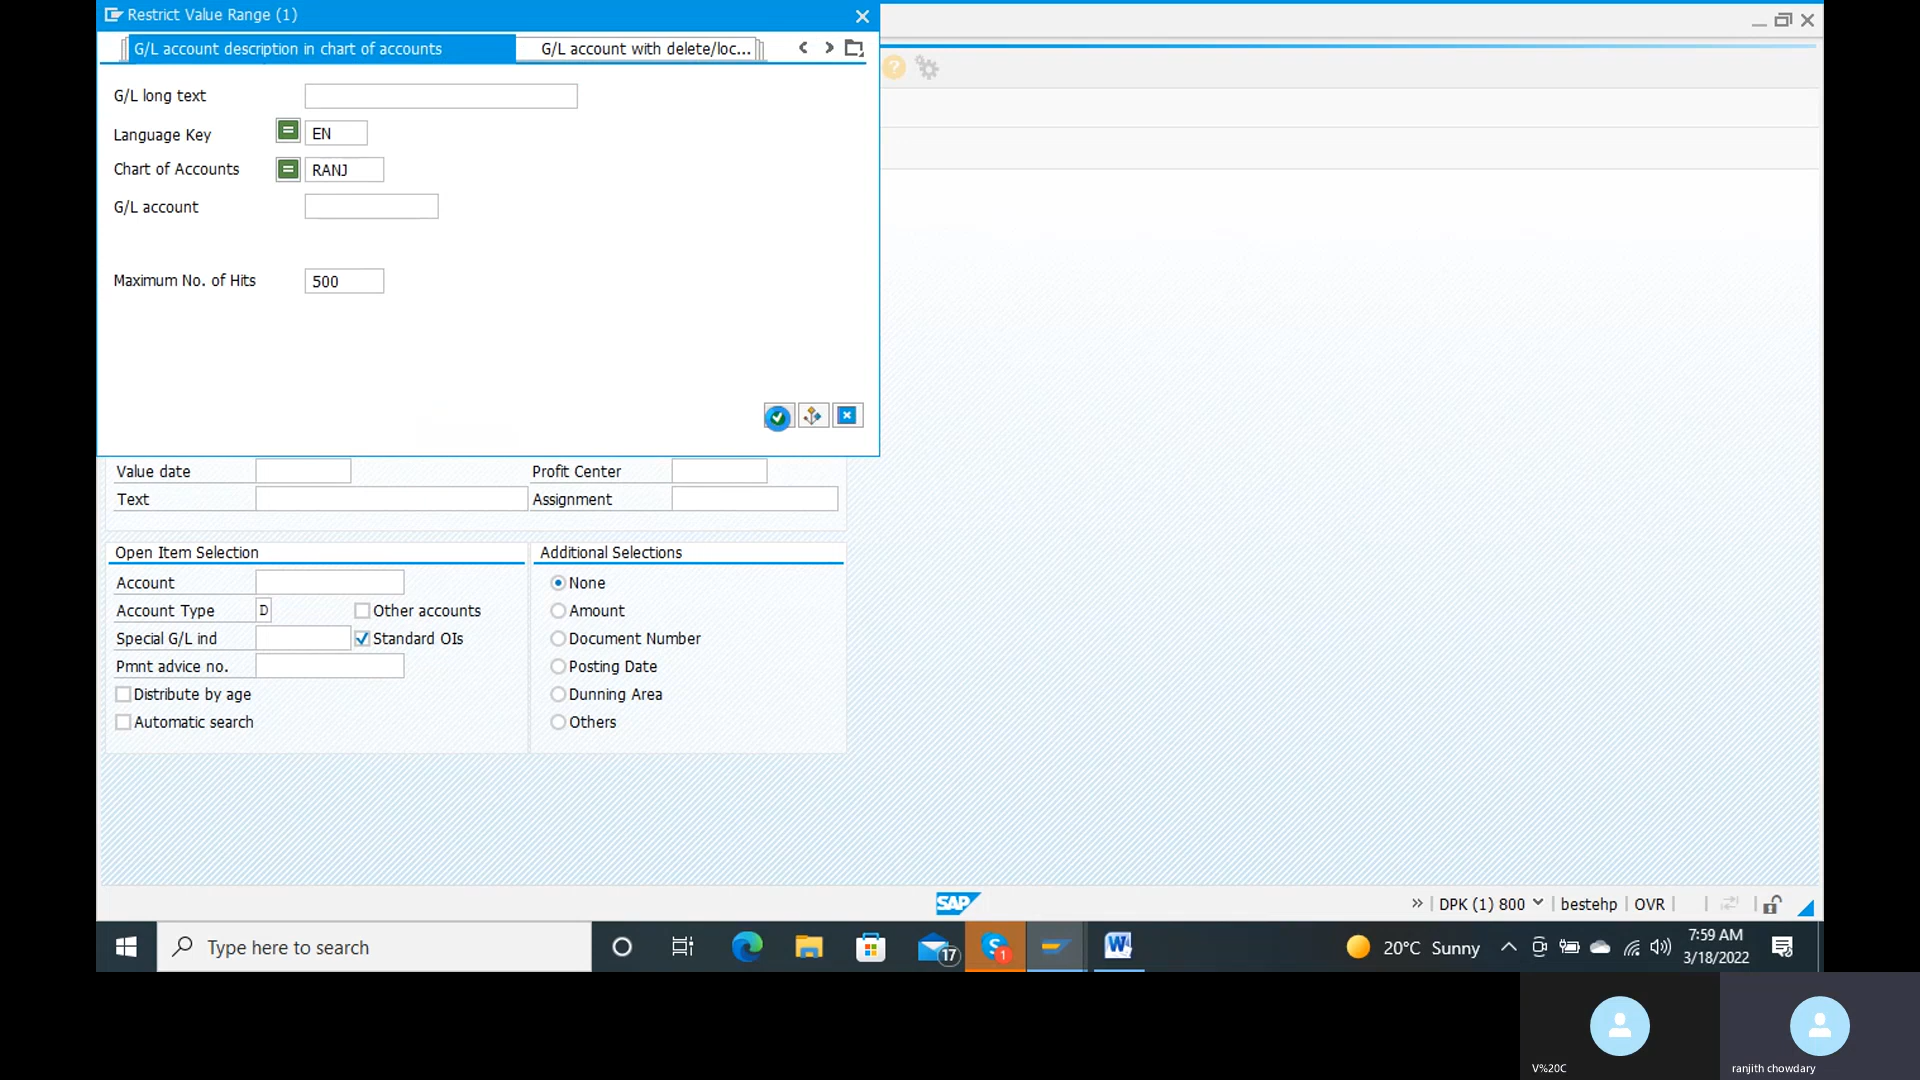 Restrict Value Range (1)
G/L account description in chart of accounts
G/L account with delete/loc...
G/L long text
Language Key
EN
Chart of Accounts
RANJ
G/L account
Maximum No. of Hits
500
Value date
Profit Center
Text
Assignment
Open Item Selection
Additional Selections
Account
None
Account Type
D
Other accounts
Amount
Special G/L ind
Standard OIs
Document Number
Pmnt advice no.
Posting Date
Distribute by age
Dunning Area
Automatic search
Others
SAP
DPK (1) 800
bestehp
OVR
Type here to search
17
1
20°C Sunny
7:59 AM
3/18/2022
V%20C
ranjith chowdary